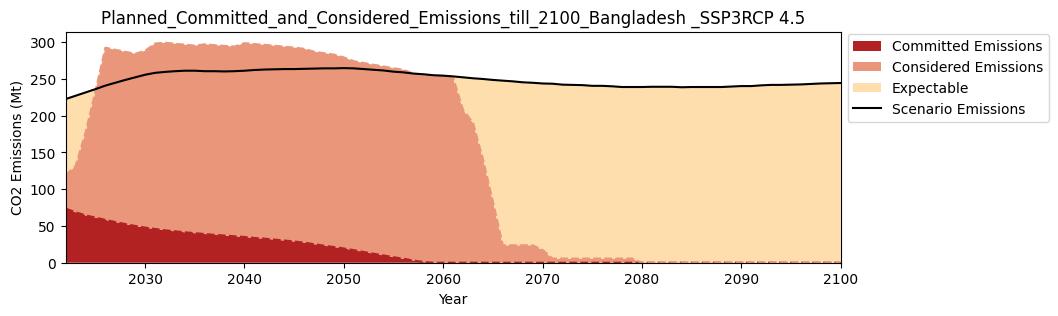 Planned_Committed_and_Considered_Emissions_till_2100_Bangladesh _SSP3RCP 4.5
CO2 Emissions (Mt)
300
250
200
150
100
50
0
2030 2040 2050 2060 2070 2080 2090 2100
Year
Committed Emissions
Considered Emissions
Expectable
Scenario Emissions